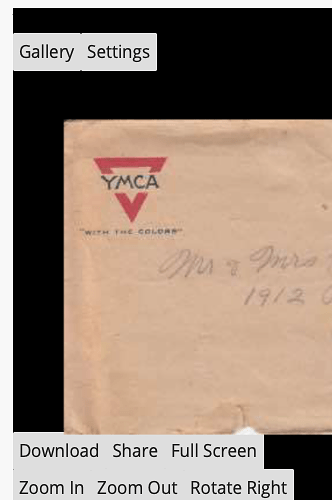 Gallery Settings
YMCA
"WITH THE COLORS"
Mr & Mrs
1912
Download Share Full Screen
Zoom In Zoom Out Rotate Right